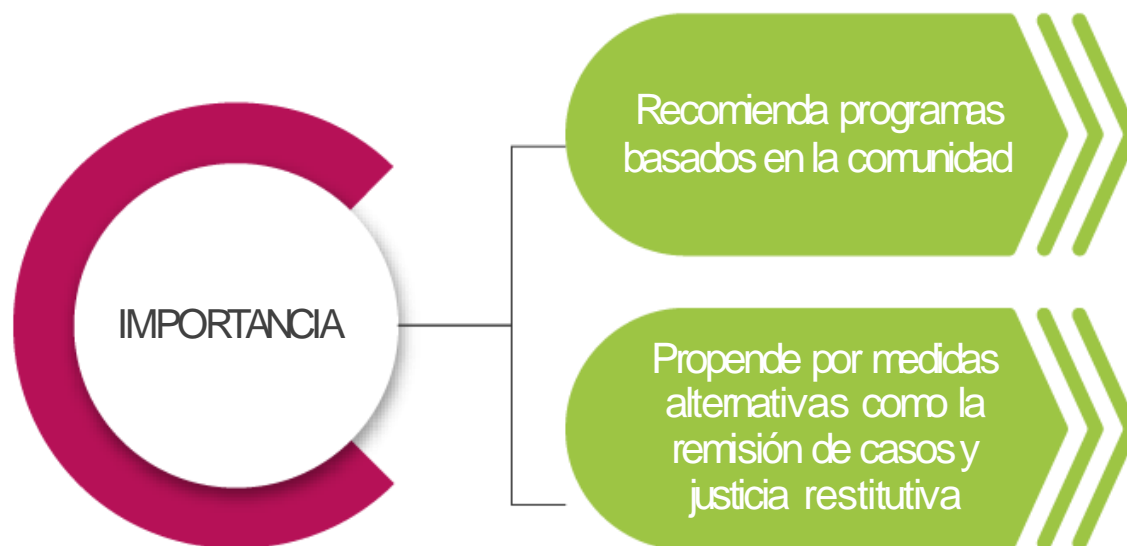 IMPORTANCIA
Recomienda programas
basados en la comunidad
Propende por medidas
alternativas como la
remisión de casos y
justicia restitutiva